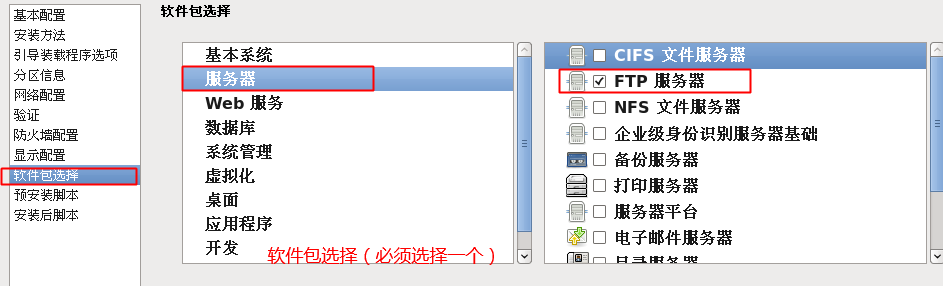 基本配置
安装方法
引导装载程序选项
分区信息
网络配置
验证
防火墙配置
显示配置
软件包选择
预安装脚本
安装后脚本
软件包选择
基本系统
服务器
Web 服务
数据库
系统管理
虚拟化
桌面
应用程序
开发
软件包选择（必须选择一个）
CIFS 文件服务器
FTP 服务器
NFS 文件服务器
企业级身份识别服务器基础
备份服务器
打印服务器
服务器平台
电子邮件服务器
目录服务器